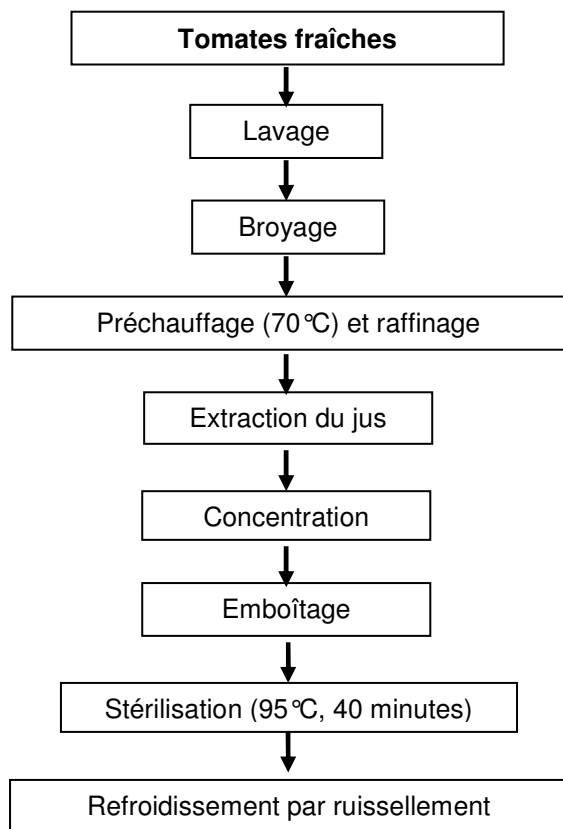 Tomates fraîches
Lavage
Broyage
Préchauffage (70°C) et raffinage
Extraction du jus
Concentration
Emboîtage
Stérilisation (95°C, 40 minutes)
Refroidissement par ruissellement